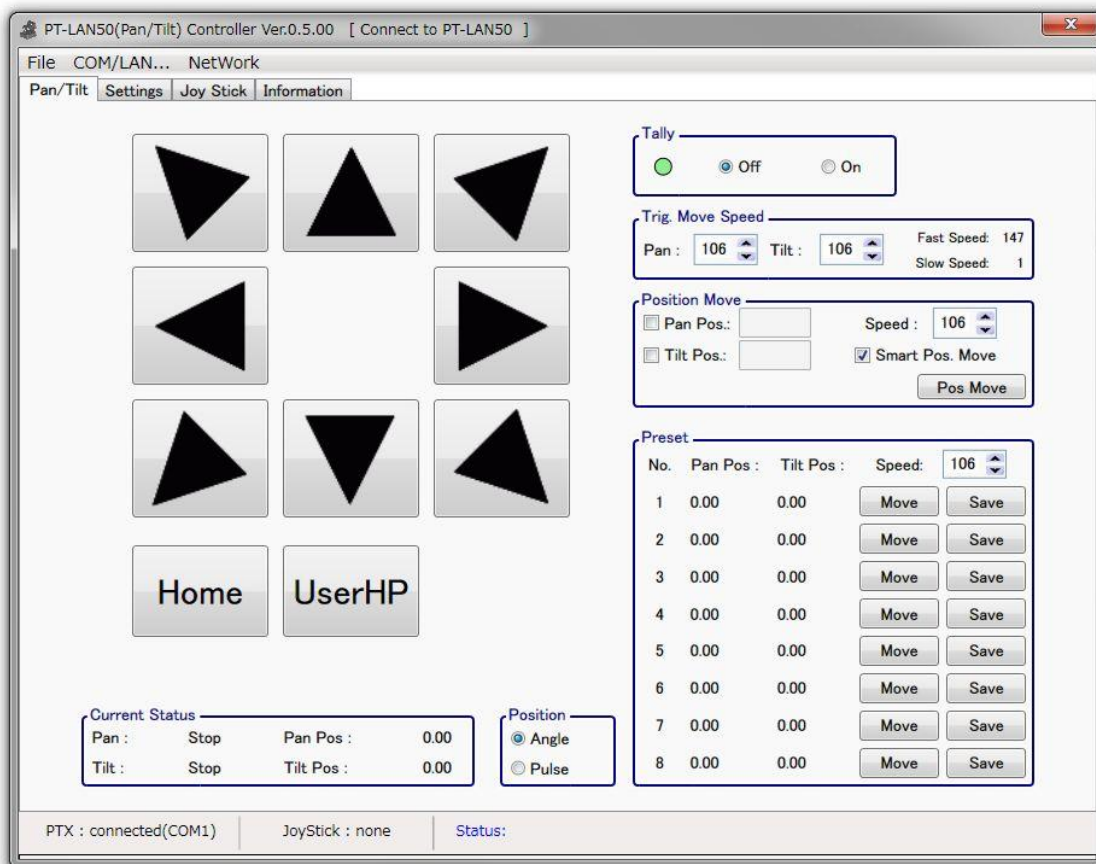 PT-LAN50(Pan/Tilt) Controller Ver.0.5.00 [ Connect to PT-LAN50 ]
File COM/LAN... NetWork
Pan/Tilt Settings Joy Stick Information
Tally
Off On
Trig. Move Speed
Pan : 106 Tilt : 106 Fast Speed: 147
Slow Speed: 1
Position Move
Pan Pos.: Speed : 106
Tilt Pos.: Smart Pos. Move
Pos Move
Preset
No. Pan Pos : Tilt Pos : Speed: 106
1 0.00 0.00 Move Save
2 0.00 0.00 Move Save
3 0.00 0.00 Move Save
4 0.00 0.00 Move Save
5 0.00 0.00 Move Save
6 0.00 0.00 Move Save
7 0.00 0.00 Move Save
8 0.00 0.00 Move Save
Home UserHP
Current Status
Pan : Stop Pan Pos : 0.00
Tilt : Stop Tilt Pos : 0.00
Position
Angle
Pulse
PTX : connected(COM1) JoyStick : none Status: